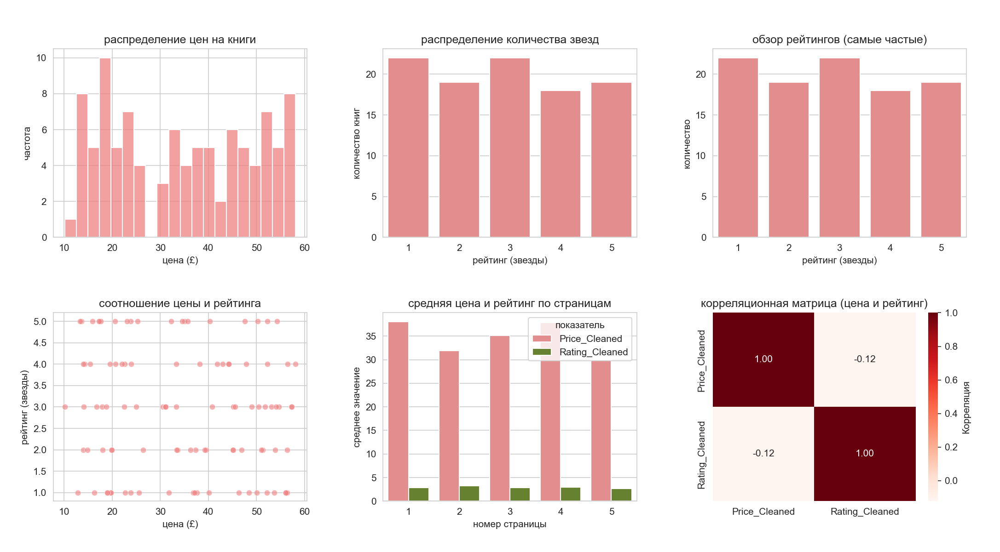 распределение цен на книги
частота
10
8
6
4
2
0
10 20 30 40 50 60
цена (£)
распределение количества звезд
количество книг
20
15
10
5
0
1 2 3 4 5
рейтинг (звезды)
обзор рейтингов (самые частые)
количество
20
15
10
5
0
1 2 3 4 5
рейтинг (звезды)
соотношение цены и рейтинга
рейтинг (звезды)
5.0
4.5
4.0
3.5
3.0
2.5
2.0
1.5
1.0
10 20 30 40 50 60
цена (£)
средняя цена и рейтинг по страницам
среднее значение
35
30
25
20
15
10
5
0
показатель
Price_Cleaned
Rating_Cleaned
1 2 3 4 5
номер страницы
корреляционная матрица (цена и рейтинг)
Price_Cleaned
Rating_Cleaned
1.00 -0.12
-0.12 1.00
Price_Cleaned Rating_Cleaned
1.0
0.8
0.6
0.4
0.2
0.0
Корреляция